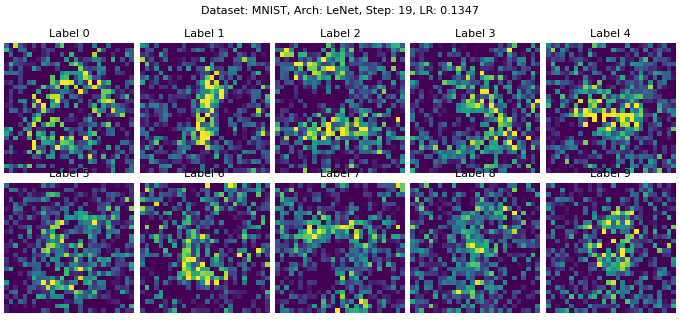 Dataset: MNIST, Arch: LeNet, Step: 19, LR: 0.1347
Label 0 Label 1 Label 2 Label 3 Label 4
Label 5 Label 6 Label 7 Label 8 Label 9